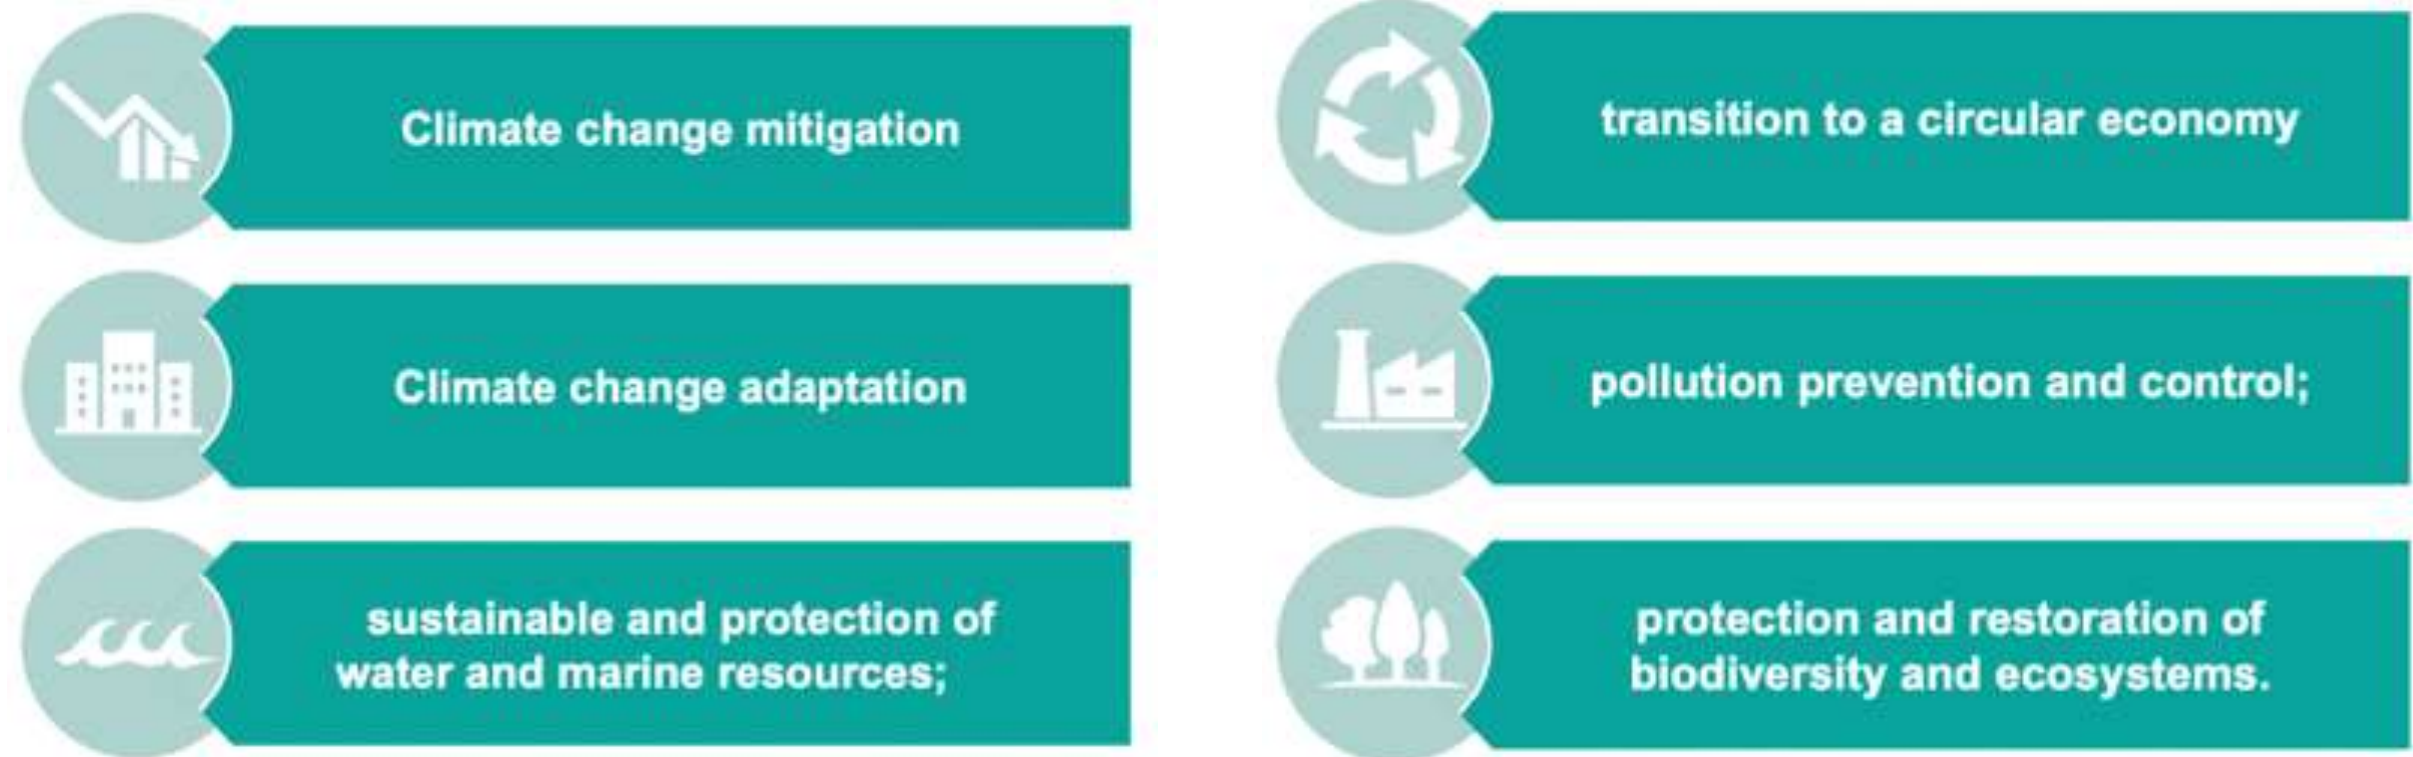 Climate change mitigation
Climate change adaptation
sustainable and protection of
water and marine resources;
transition to a circular economy
pollution prevention and control;
protection and restoration of
biodiversity and ecosystems.